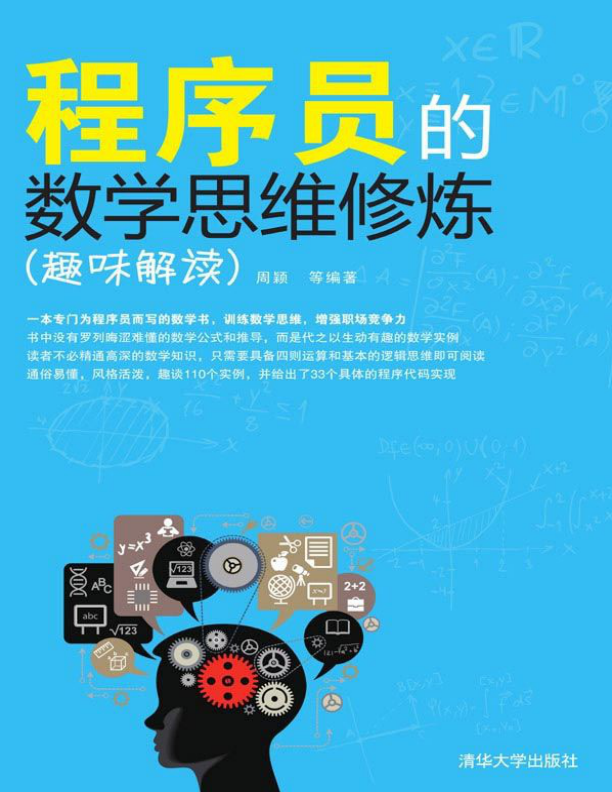 x∈ℝ
程序员的
数学思维修炼
（趣味解读） 周颖 等编著
一本专门为程序员而写的数学书，训练数学思维，增强职场竞争力
书中没有罗列晦涩难懂的数学公式和推导，而是代之以生动有趣的数学实例
读者不必精通高深的数学知识，只需要具备四则运算和基本的逻辑思维即可阅读
通俗易懂，风格活泼，趣谈110个实例，并给出了33个具体的程序代码实现
y=x³
√123
ABC
2+2
abc
√123
清华大学出版社